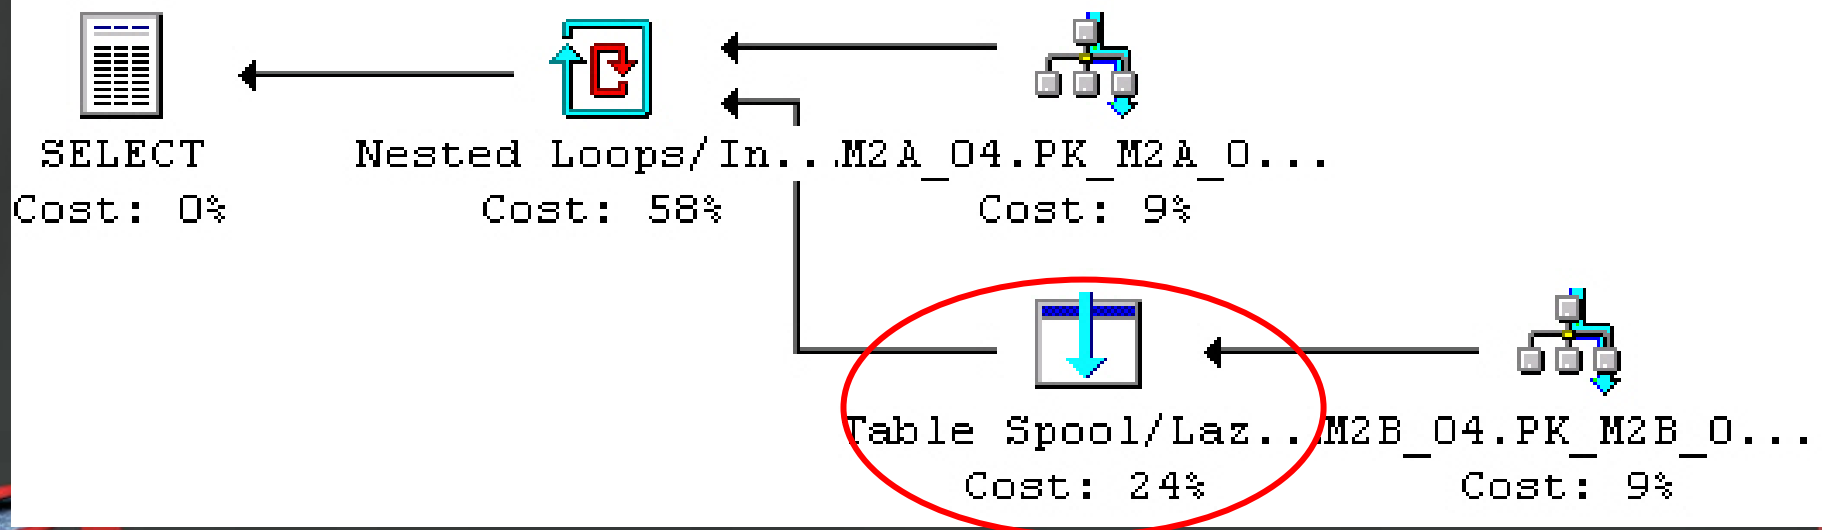 SELECT
Cost: 0%
Nested Loops/In...
Cost: 58%
M2A_04.PK_M2A_0...
Cost: 9%
Table Spool/Laz...
Cost: 24%
M2B_04.PK_M2B_0...
Cost: 9%